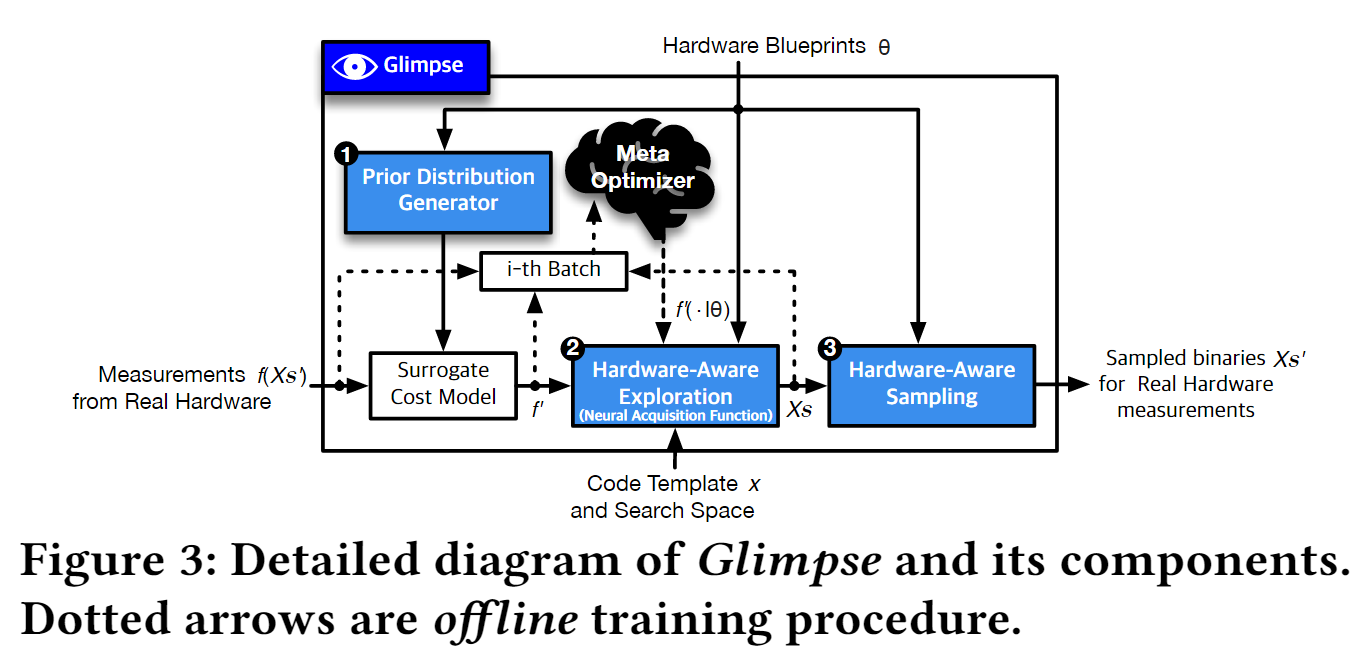 Hardware Blueprints θ
Glimpse
1
Prior Distribution
Generator
Meta
Optimizer
i-th Batch
f'( · |θ)
Measurements f(Xs')
from Real Hardware
Surrogate
Cost Model
f'
2
Hardware-Aware
Exploration
(Neural Acquisition Function)
Xs
3
Hardware-Aware
Sampling
Sampled binaries Xs'
for Real Hardware
measurements
Code Template x
and Search Space
Figure 3: Detailed diagram of Glimpse and its components.
Dotted arrows are offline training procedure.